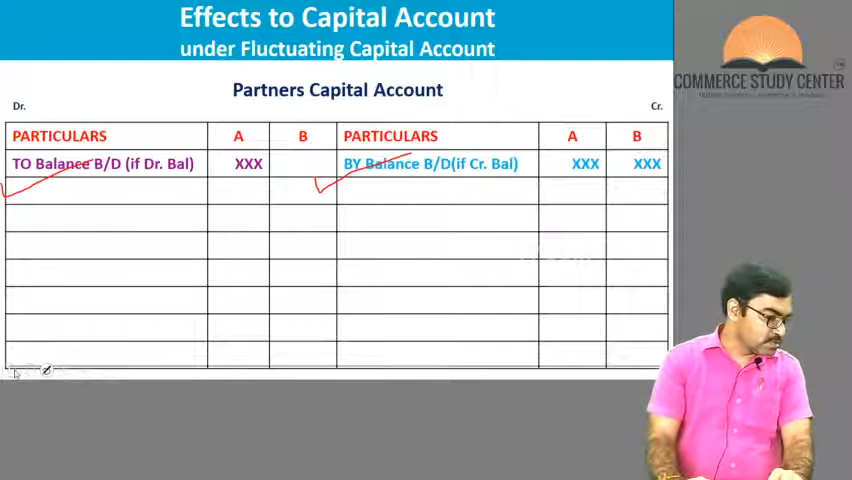 Effects to Capital Account
under Fluctuating Capital Account
TM
COMMERCE STUDY CENTER
Partners Capital Account
Dr.
Cr.
PARTICULARS A B PARTICULARS A B
TO Balance B/D (if Dr. Bal) XXX BY Balance B/D(if Cr. Bal) XXX XXX